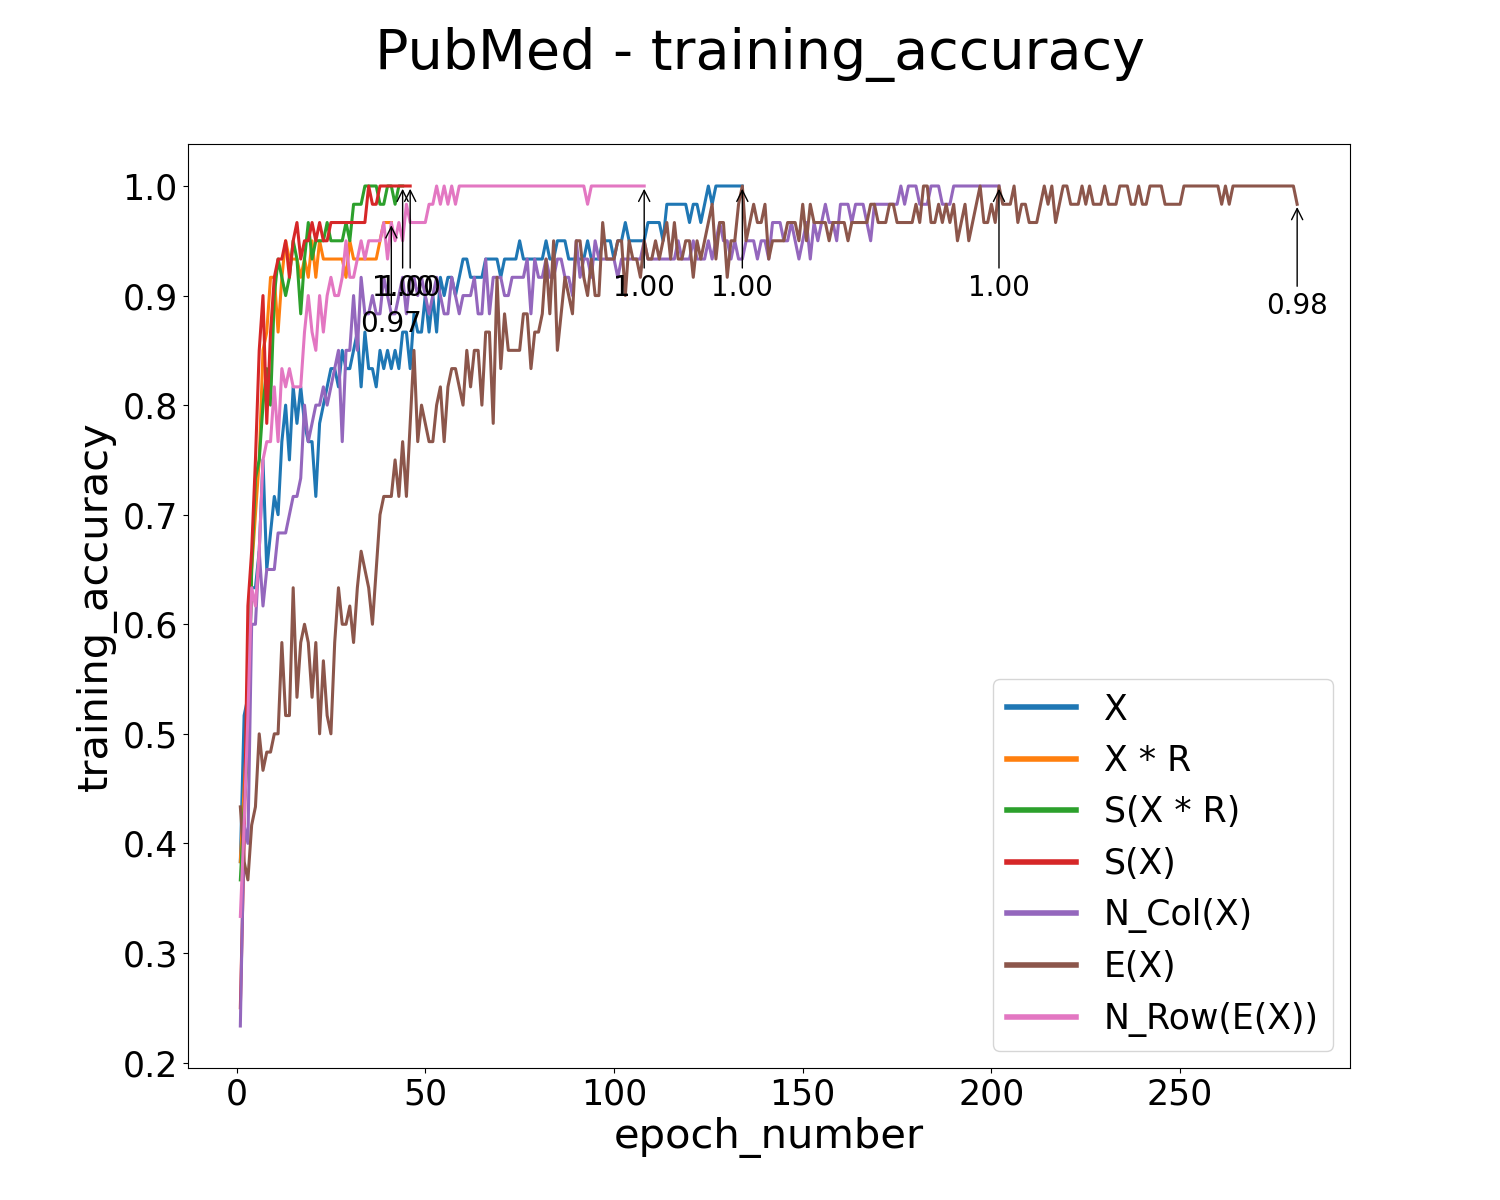 PubMed - training_accuracy
training_accuracy
1.0
0.9
0.8
0.7
0.6
0.5
0.4
0.3
0.2
1.00
1.00
1.00
1.00
1.00
0.98
0.97
X
X * R
S(X * R)
S(X)
N_Col(X)
E(X)
N_Row(E(X))
0
50
100
150
200
250
epoch_number